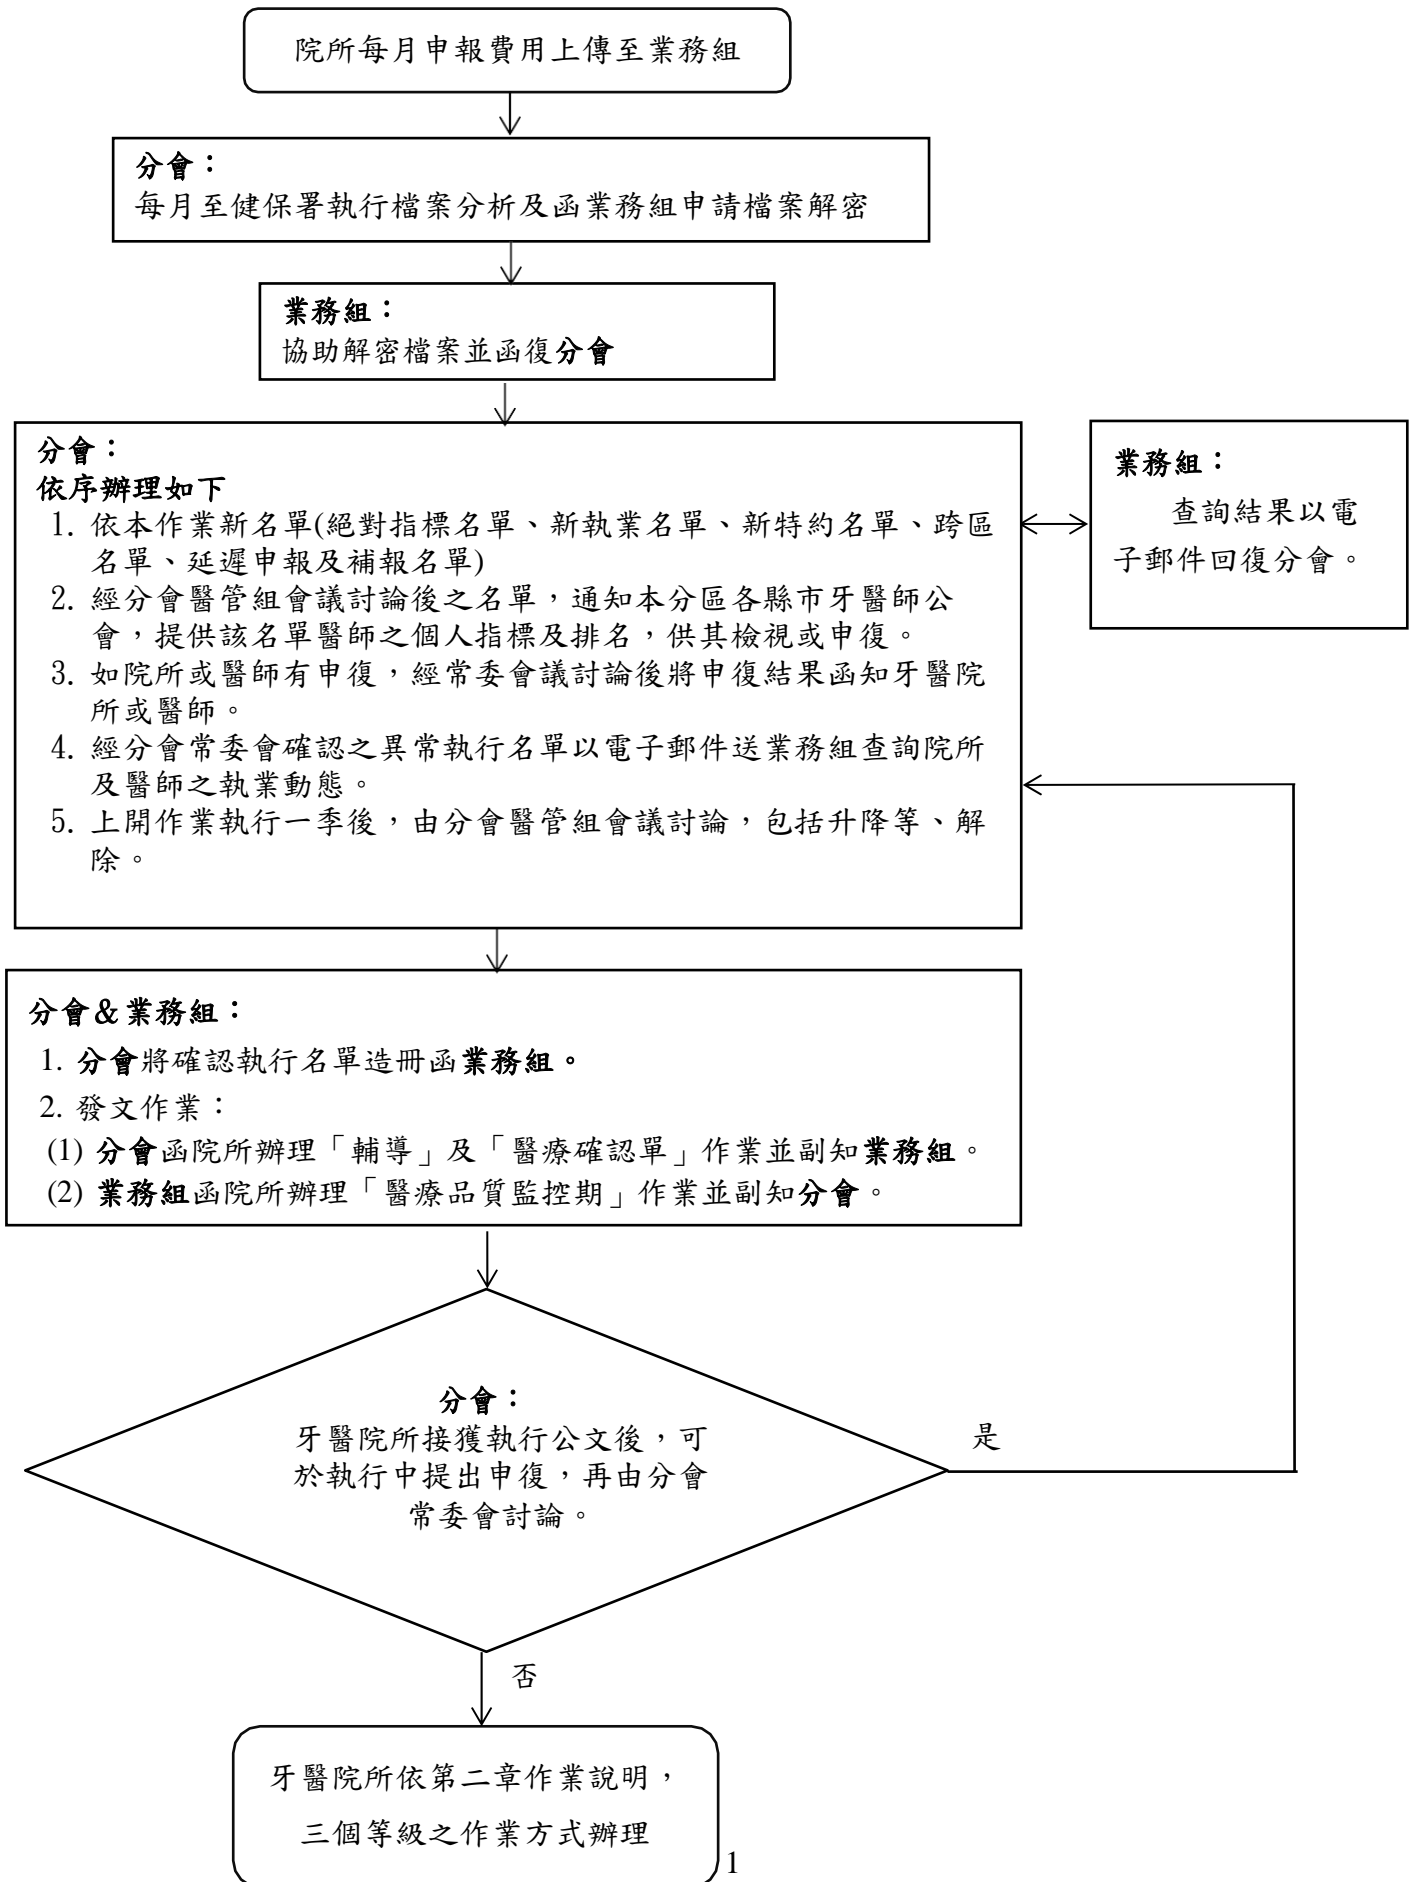 院所每月申報費用上傳至業務組
分會：
每月至健保署執行檔案分析及函業務組申請檔案解密
業務組：
協助解密檔案並函復分會
分會：
依序辦理如下
1. 依本作業新名單(絕對指標名單、新執業名單、新特約名單、跨區
名單、延遲申報及補報名單)
2. 經分會醫管組會議討論後之名單，通知本分區各縣市牙醫師公
會，提供該名單醫師之個人指標及排名，供其檢視或申復。
3. 如院所或醫師有申復，經常委會議討論後將申復結果函知牙醫院
所或醫師。
4. 經分會常委會確認之異常執行名單以電子郵件送業務組查詢院所
及醫師之執業動態。
5. 上開作業執行一季後，由分會醫管組會議討論，包括升降等、解
除。
業務組：
查詢結果以電
子郵件回復分會。
分會＆業務組：
1. 分會將確認執行名單造冊函業務組。
2. 發文作業：
(1) 分會函院所辦理「輔導」及「醫療確認單」作業並副知業務組。
(2) 業務組函院所辦理「醫療品質監控期」作業並副知分會。
分會：
牙醫院所接獲執行公文後，可
於執行中提出申復，再由分會
常委會討論。
是
否
牙醫院所依第二章作業說明，
三個等級之作業方式辦理
1